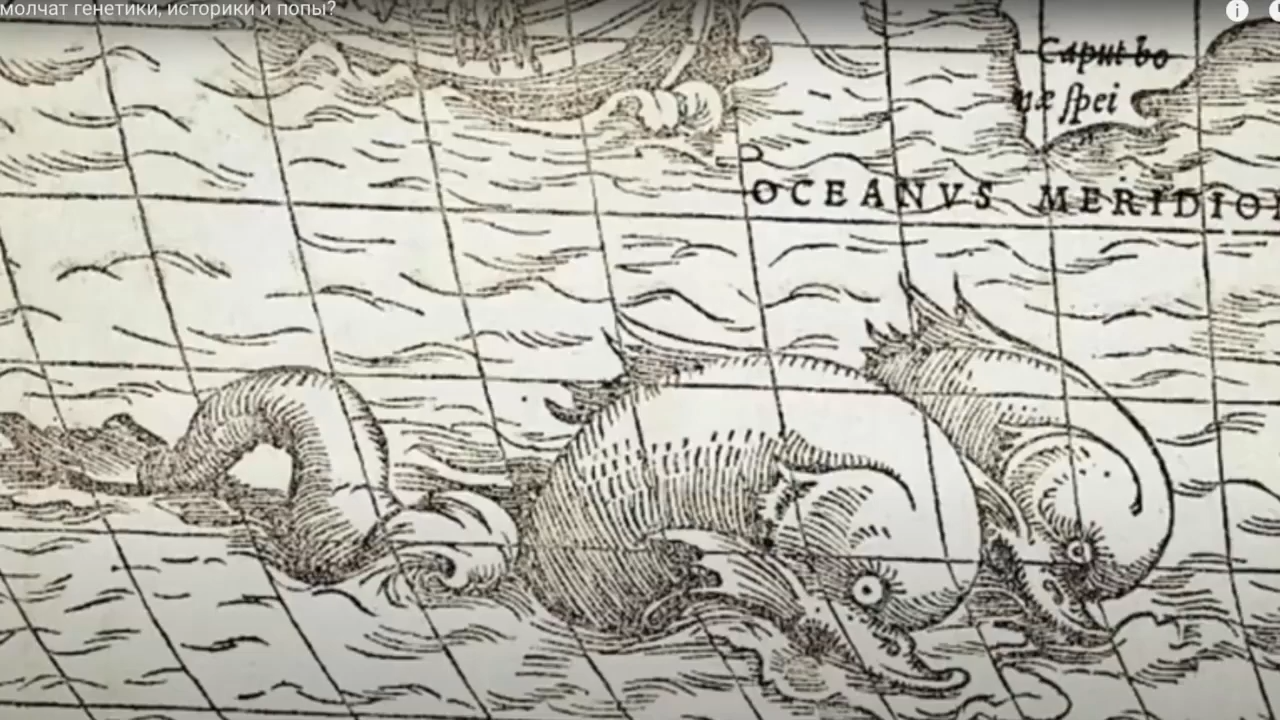 молчат генетики, историки и попы?
Caput bo
næ ſpei
OCEANVS MERIDIO